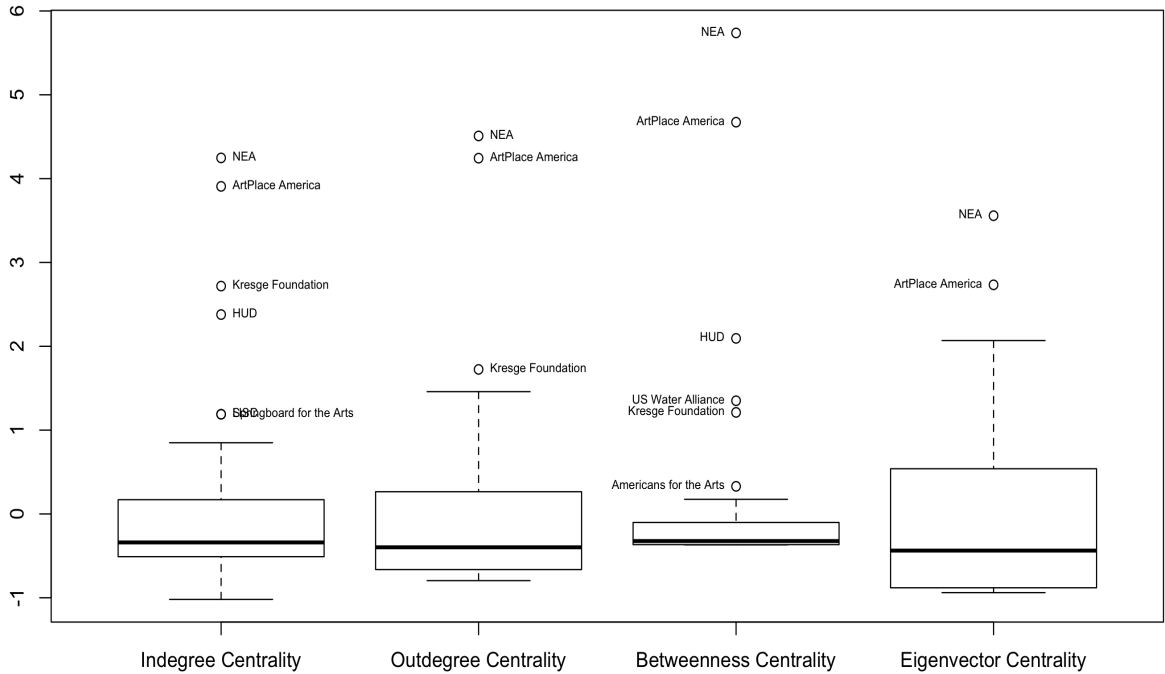 6
5
4
3
2
1
0
-1
NEA
ArtPlace America
Kresge Foundation
HUD
Springboard for the Arts
NEA
ArtPlace America
Kresge Foundation
NEA
ArtPlace America
HUD
US Water Alliance
Kresge Foundation
Americans for the Arts
NEA
ArtPlace America
Indegree Centrality
Outdegree Centrality
Betweenness Centrality
Eigenvector Centrality